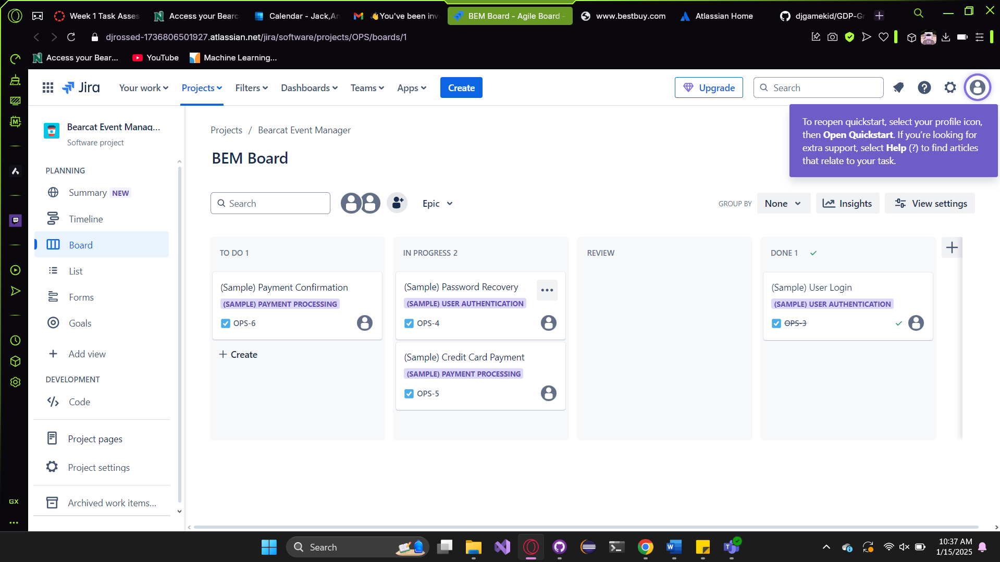 Week 1 Task Asses
Access your Bearc
Calendar - Jack,An
👋You've been inv
BEM Board - Agile Board -
www.bestbuy.com
Atlassian Home
djgamekid/GDP-Gr
djrossed-1736806501927.atlassian.net/jira/software/projects/OPS/boards/1
Access your Bear...
YouTube
Machine Learning...
Jira
Your work
Projects
Filters
Dashboards
Teams
Apps
Create
Upgrade
Search
To reopen quickstart, select your profile icon,
then Open Quickstart. If you're looking for
extra support, select Help (?) to find articles
that relate to your task.
Bearcat Event Manag...
Software project
PLANNING
Summary NEW
Timeline
Board
List
Forms
Goals
Add view
DEVELOPMENT
Code
Project pages
Project settings
Archived work items...
GX
Projects / Bearcat Event Manager
BEM Board
Search
Epic
GROUP BY
None
Insights
View settings
TO DO 1
(Sample) Payment Confirmation
(SAMPLE) PAYMENT PROCESSING
OPS-6
+ Create
IN PROGRESS 2
(Sample) Password Recovery
(SAMPLE) USER AUTHENTICATION
OPS-4
(Sample) Credit Card Payment
(SAMPLE) PAYMENT PROCESSING
OPS-5
REVIEW
DONE 1
(Sample) User Login
(SAMPLE) USER AUTHENTICATION
OPS-3
Search
10:37 AM
1/15/2025